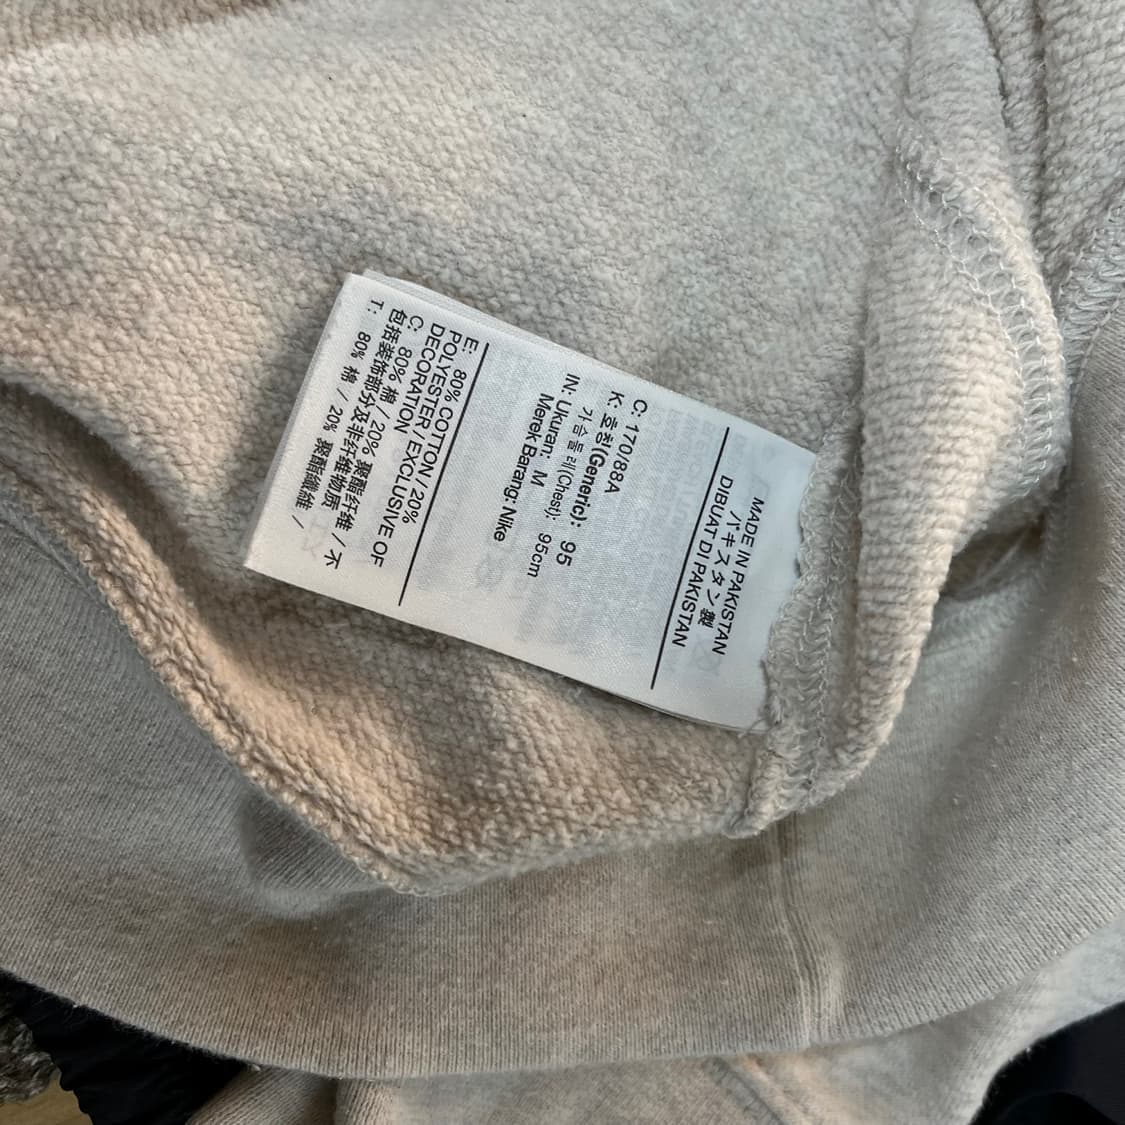 MADE IN PAKISTAN
パキスタン製
DIBUAT DI PAKISTAN
C: 170/88A
K: 호칭(Generic): 95
가슴둘레(Chest): 95cm
IN: Ukuran: M
Merek Barang: Nike
E: 80% COTTON / 20%
POLYESTER / EXCLUSIVE OF
DECORATION
C: 80% 棉 / 20% 聚酯纤维 / 不
包括装饰部分及非纤维物质
T: 80% 棉 / 20% 聚酯纖維 /